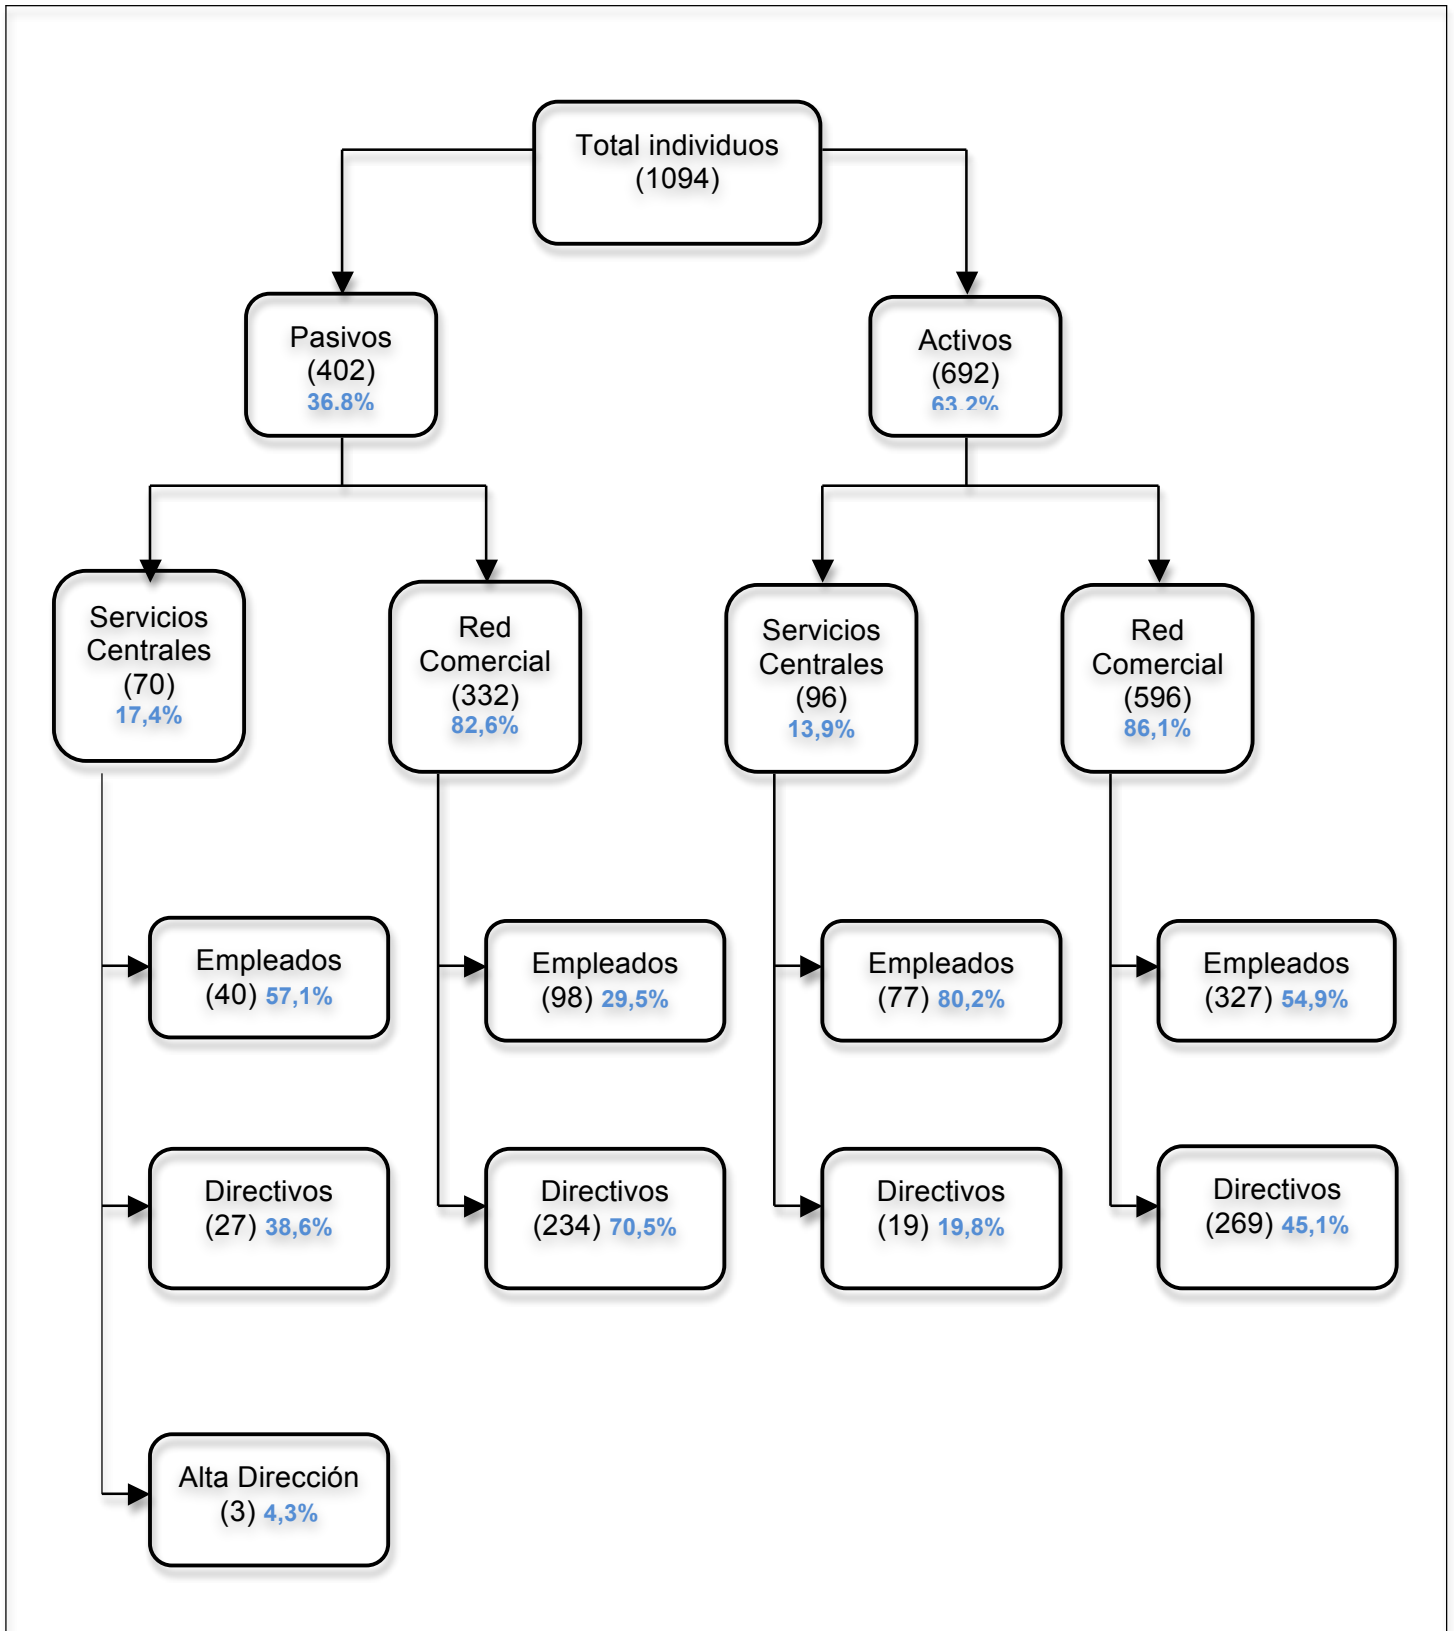 Total individuos
(1094)
Pasivos
(402)
36,8%
Activos
(692)
63,2%
Servicios
Centrales
(70)
17,4%
Red
Comercial
(332)
82,6%
Servicios
Centrales
(96)
13,9%
Red
Comercial
(596)
86,1%
Empleados
(40) 57,1%
Empleados
(98) 29,5%
Empleados
(77) 80,2%
Empleados
(327) 54,9%
Directivos
(27) 38,6%
Directivos
(234) 70,5%
Directivos
(19) 19,8%
Directivos
(269) 45,1%
Alta Dirección
(3) 4,3%